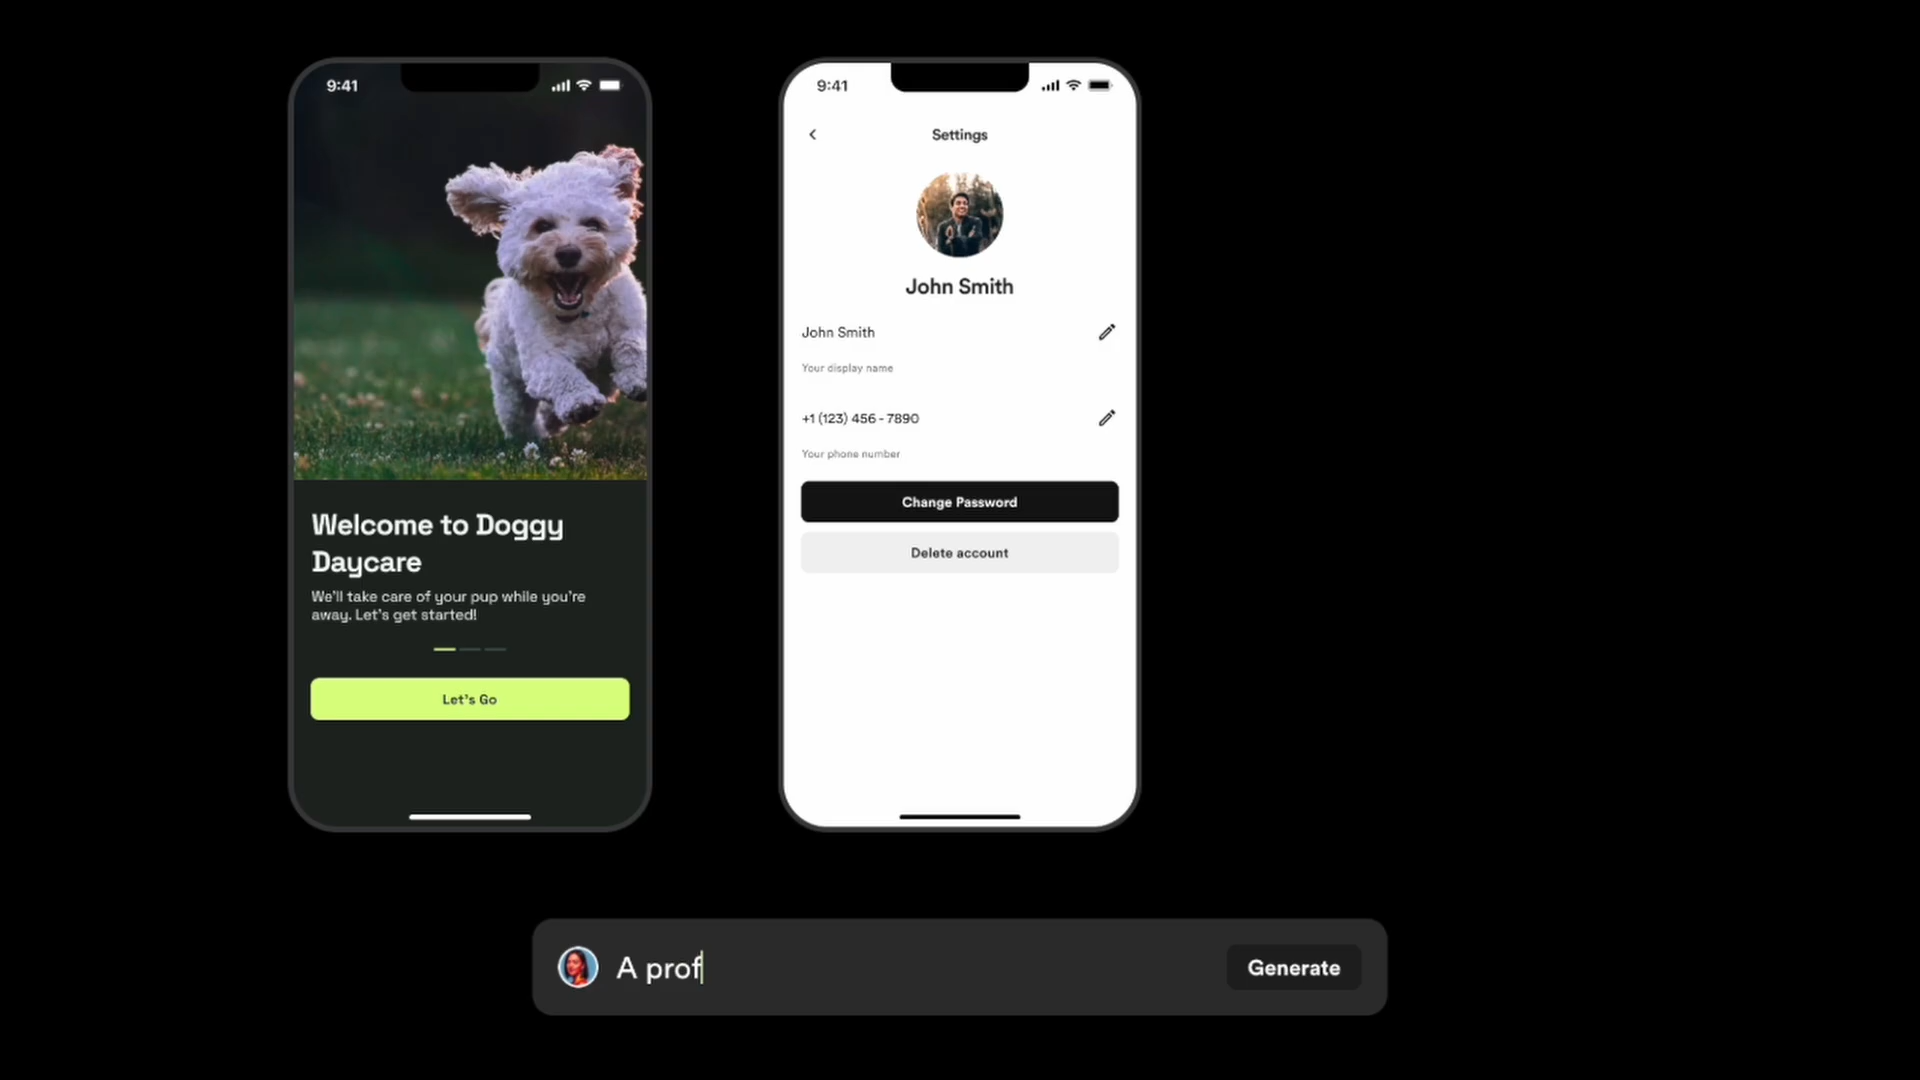 9:41
Welcome to Doggy
Daycare
We'll take care of your pup while you're
away. Let's get started!
Let's Go
9:41
Settings
John Smith
John Smith
Your display name
+1 (123) 456 - 7890
Your phone number
Change Password
Delete account
A prof
Generate